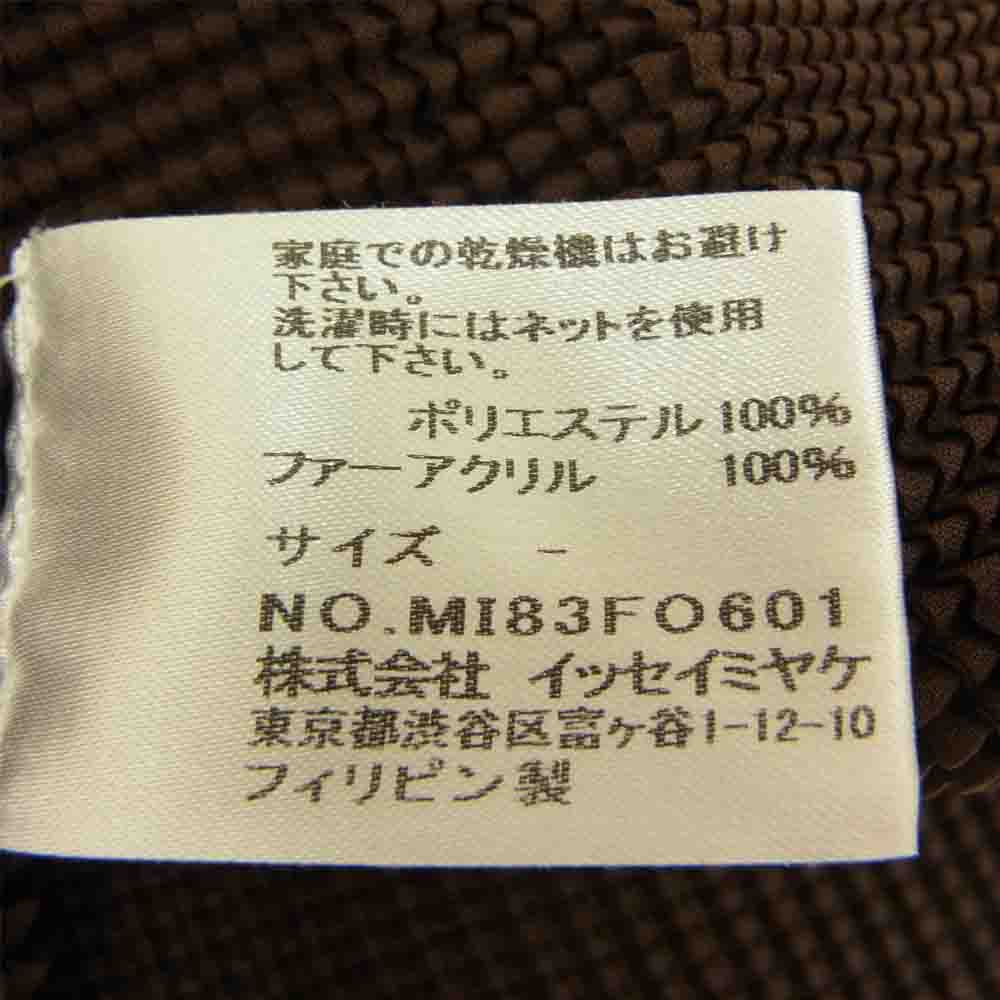 家庭での乾燥機はお避け
下さい。
洗濯時にはネットを使用
して下さい。
ポリエステル 100%
ファーアクリル 100%
サイズ -
NO.MI83FO601
株式会社 イッセイミヤケ
東京都渋谷区富ヶ谷1-12-10
フィリピン製